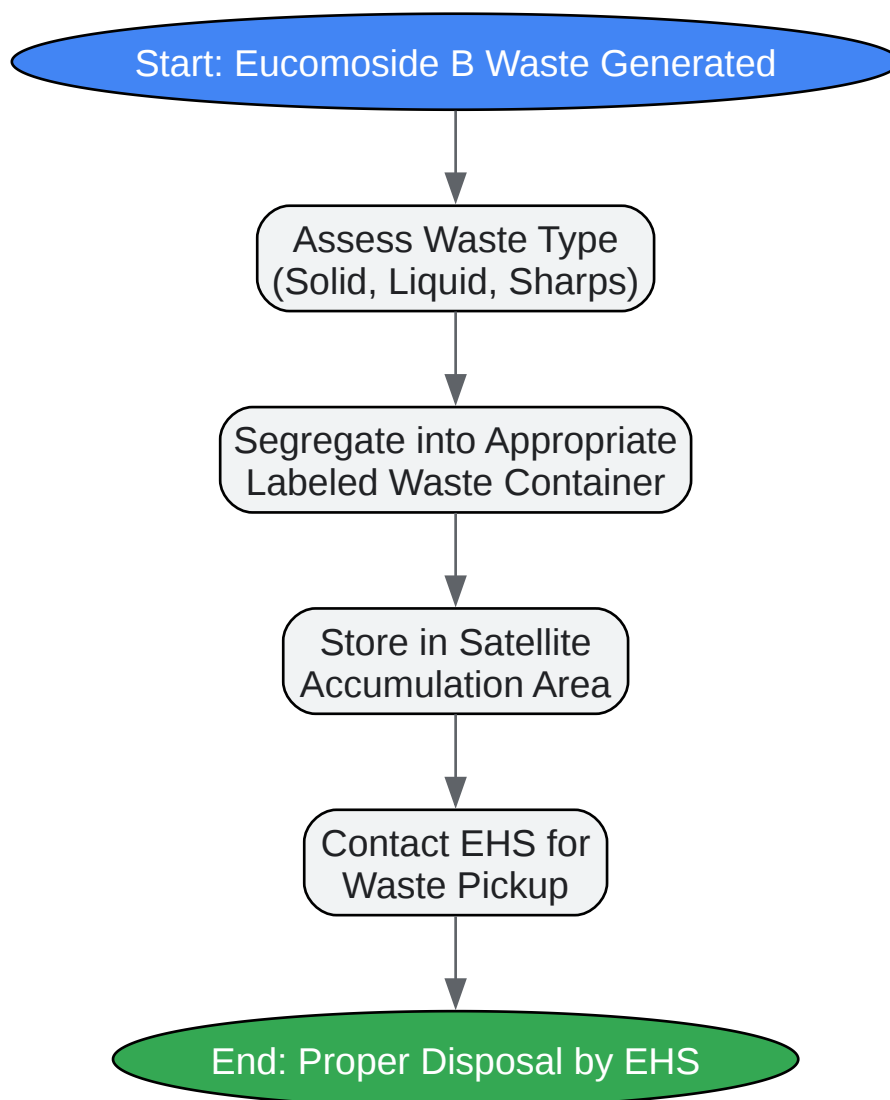 Start: Eucomoside B Waste Generated
Assess Waste Type
(Solid, Liquid, Sharps)
Segregate into Appropriate
Labeled Waste Container
Store in Satellite
Accumulation Area
Contact EHS for
Waste Pickup
End: Proper Disposal by EHS